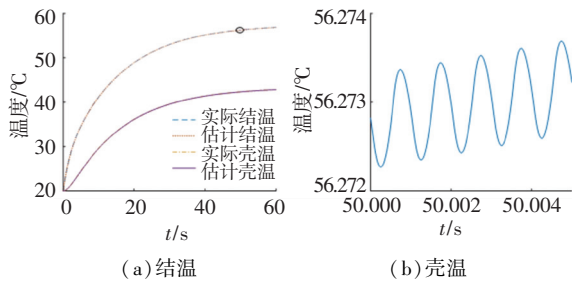 60
50
40
30
20
温度/℃
实际结温
估计结温
实际壳温
估计壳温
0
20
40
60
t/s
(a)结温
56.274
56.273
56.272
温度/℃
50.000
50.002
50.004
t/s
(b)壳温